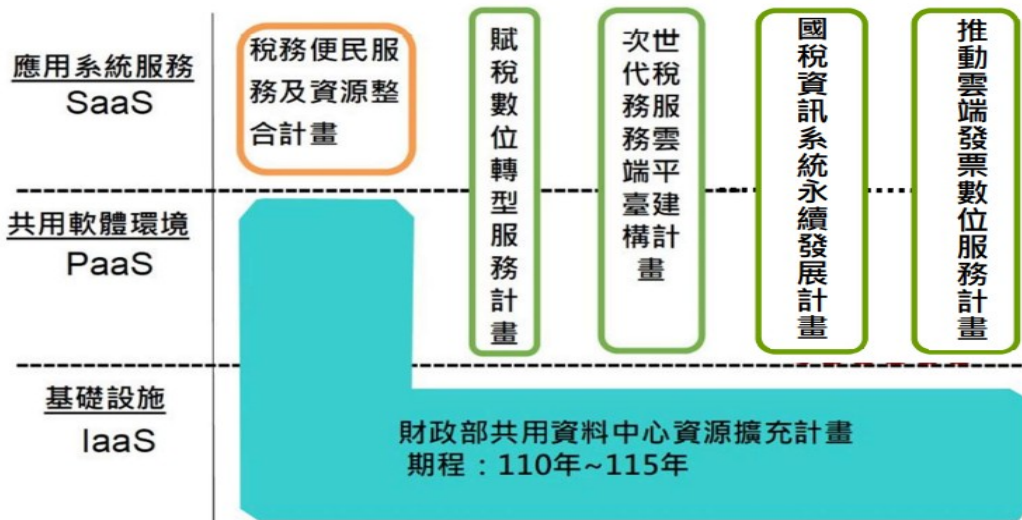 應用系統服務
SaaS
稅務便民服
務及資源整
合計畫
賦稅數位轉型服務計畫
次世代稅務服務雲端平臺建構計畫
國稅資訊系統永續發展計畫
推動雲端發票數位服務計畫
共用軟體環境
PaaS
基礎設施
IaaS
財政部共用資料中心資源擴充計畫
期程：110年~115年